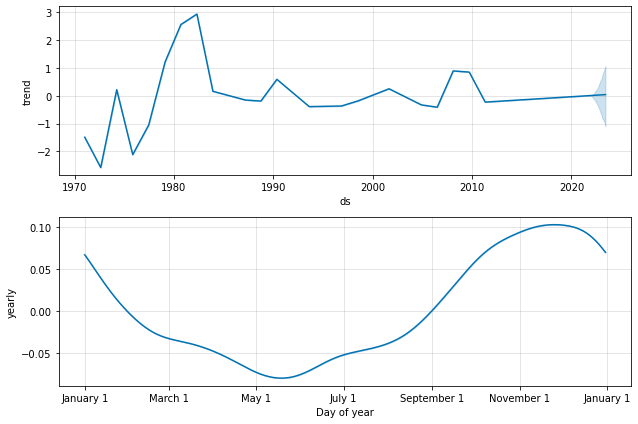 3
2
1
0
−1
−2
trend
1970
1980
1990
2000
2010
2020
ds
0.10
0.05
0.00
−0.05
yearly
January 1
March 1
May 1
July 1
September 1
November 1
January 1
Day of year